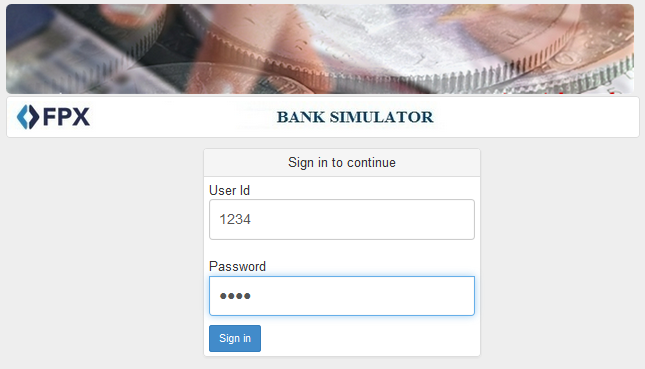 FPX
BANK SIMULATOR
Sign in to continue
User Id
1234
Password
••••
Sign in